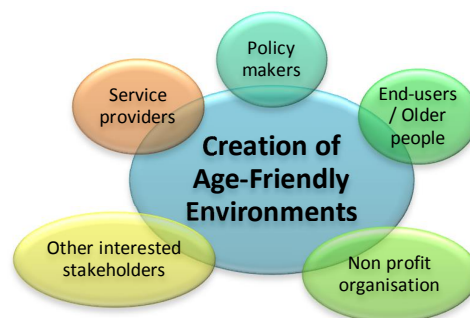 Policy
makers
Service
providers
End-users
/ Older
people
Creation of
Age-Friendly
Environments
Other interested
stakeholders
Non profit
organisation